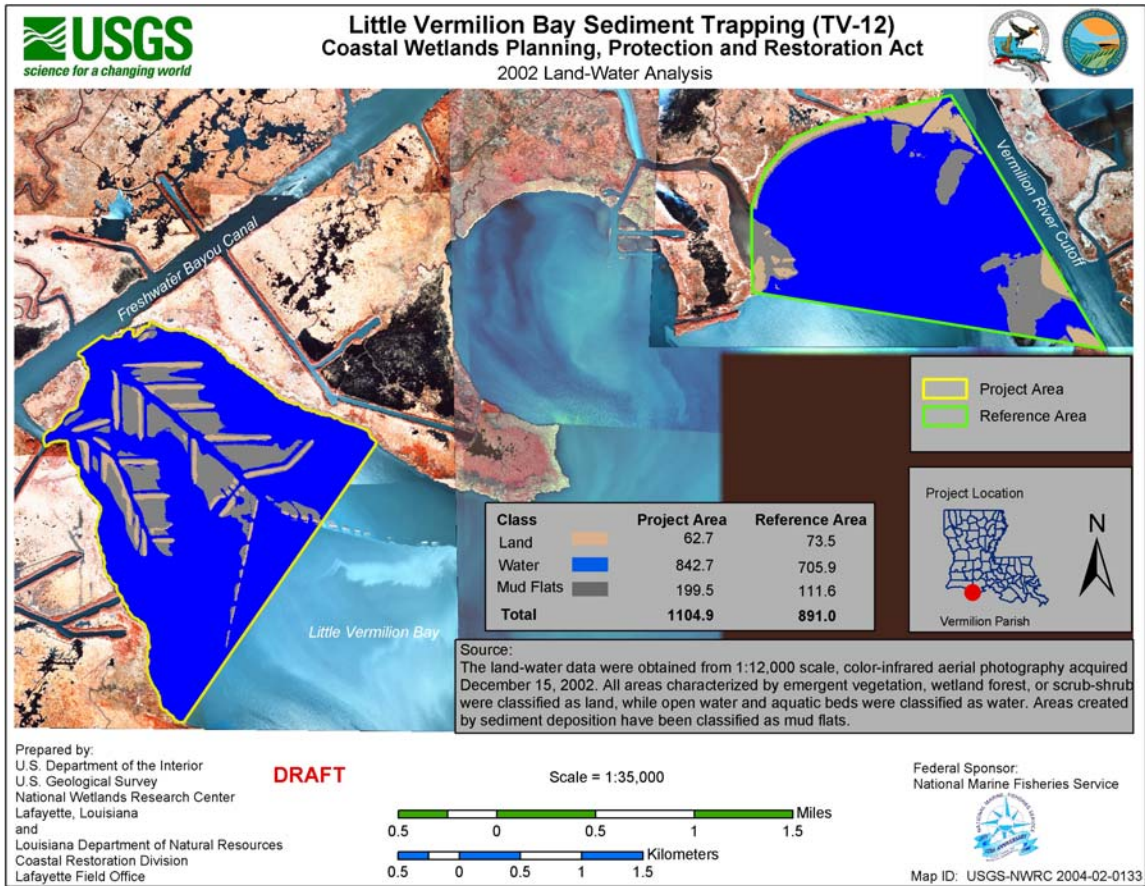 USGS
science for a changing world
Little Vermilion Bay Sediment Trapping (TV-12)
Coastal Wetlands Planning, Protection and Restoration Act
2002 Land-Water Analysis
Freshwater Bayou Canal
Vermilion River Cutoff
Little Vermilion Bay
Project Area
Reference Area
Project Location
N
Vermilion Parish
Class Project Area Reference Area
Land 62.7 73.5
Water 842.7 705.9
Mud Flats 199.5 111.6
Total 1104.9 891.0
Source:
The land-water data were obtained from 1:12,000 scale, color-infrared aerial photography acquired
December 15, 2002. All areas characterized by emergent vegetation, wetland forest, or scrub-shrub
were classified as land, while open water and aquatic beds were classified as water. Areas created
by sediment deposition have been classified as mud flats.
Prepared by:
U.S. Department of the Interior
U.S. Geological Survey
National Wetlands Research Center
Lafayette, Louisiana
and
Louisiana Department of Natural Resources
Coastal Restoration Division
Lafayette Field Office
DRAFT
Scale = 1:35,000
Miles
0.5 0 0.5 1 1.5
Kilometers
0.5 0 0.5 1 1.5
Federal Sponsor:
National Marine Fisheries Service
Map ID: USGS-NWRC 2004-02-0133